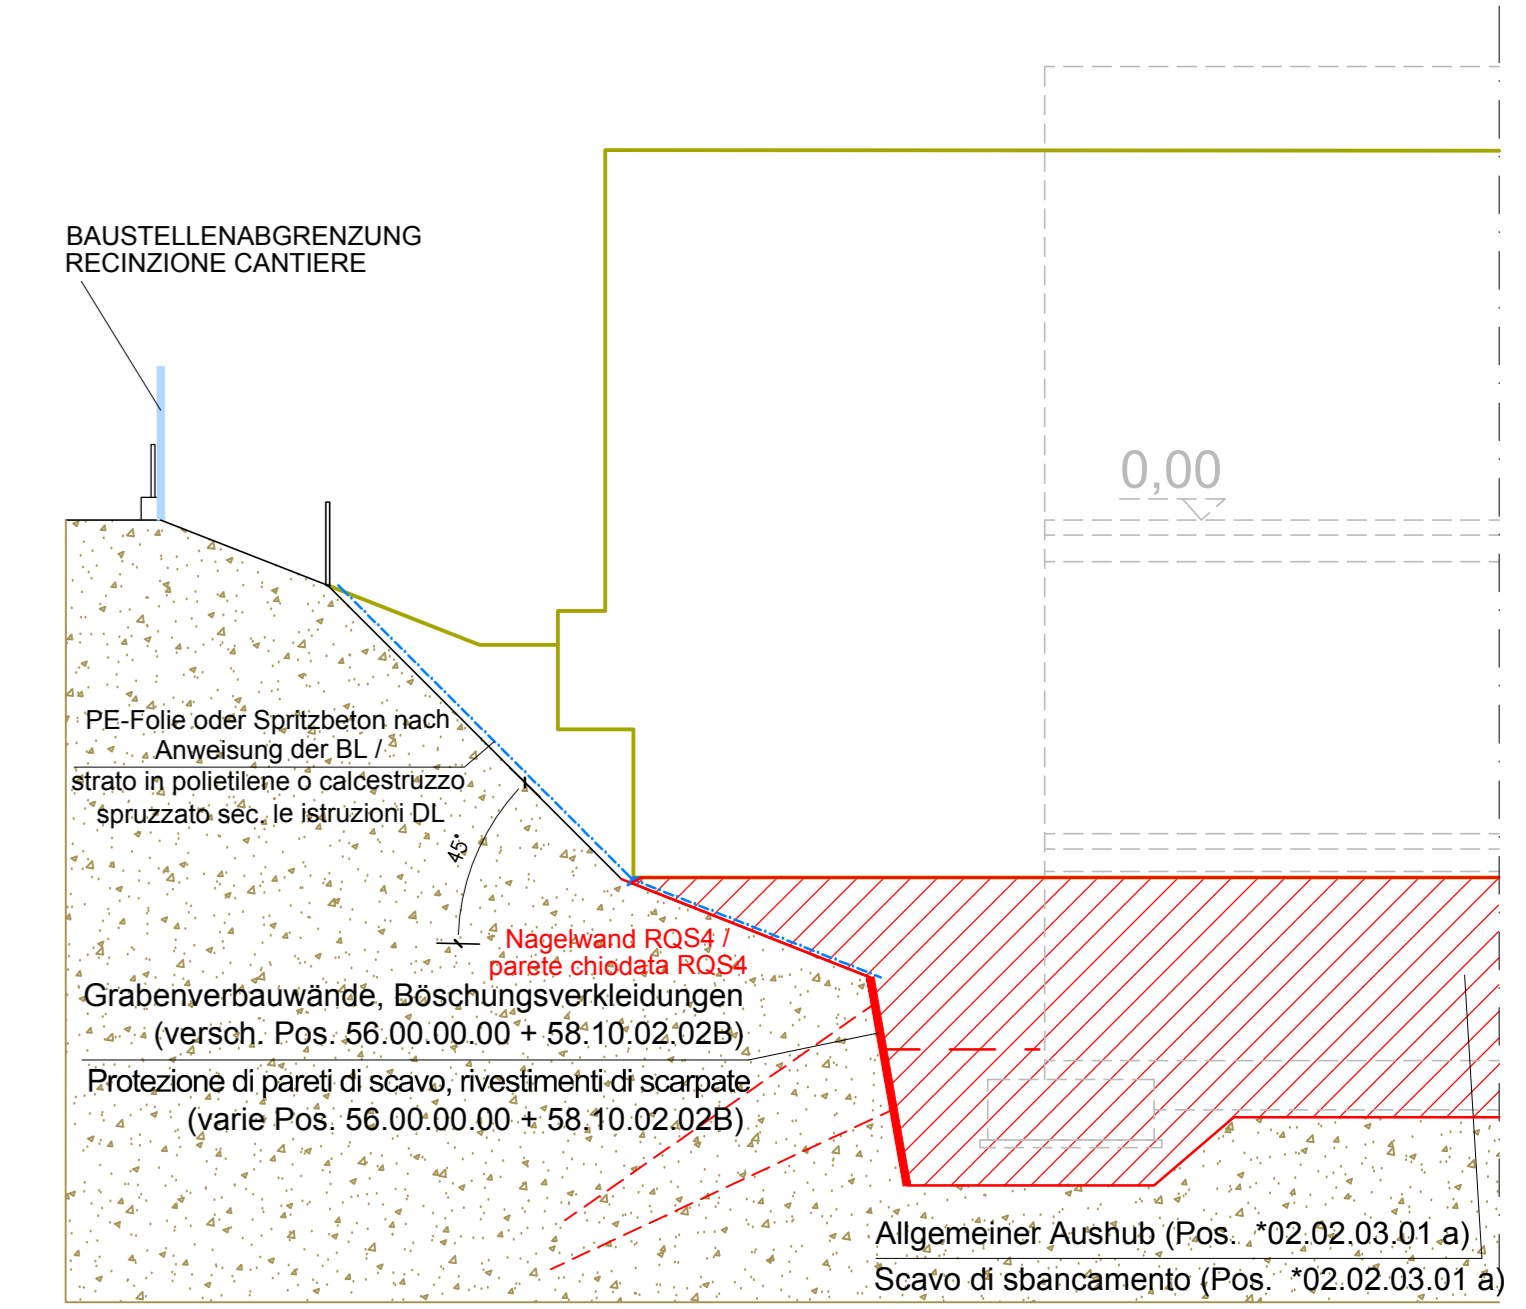 BAUSTELLENABGRENZUNG
RECINZIONE CANTIERE
0,00
PE-Folie oder Spritzbeton nach
Anweisung der BL /
strato in polietilene o calcestruzzo
spruzzato sec. le istruzioni DL
45°
Nagelwand RQS4 /
parete chiodata RQS4
Grabenverbauwände, Böschungsverkleidungen
(versch. Pos. 56.00.00.00 + 58.10.02.02B)
Protezione di pareti di scavo, rivestimenti di scarpate
(varie Pos. 56.00.00.00 + 58.10.02.02B)
Allgemeiner Aushub (Pos. *02.02.03.01 a)
Scavo di sbancamento (Pos. *02.02.03.01 a)